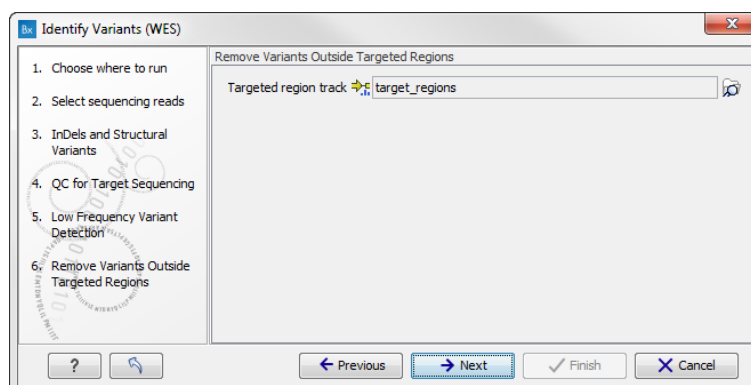 Bx Identify Variants (WES)
1. Choose where to run
2. Select sequencing reads
3. InDels and Structural
Variants
4. QC for Target Sequencing
5. Low Frequency Variant
Detection
6. Remove Variants Outside
Targeted Regions
Remove Variants Outside Targeted Regions
Targeted region track target_regions
? Previous Next Finish Cancel